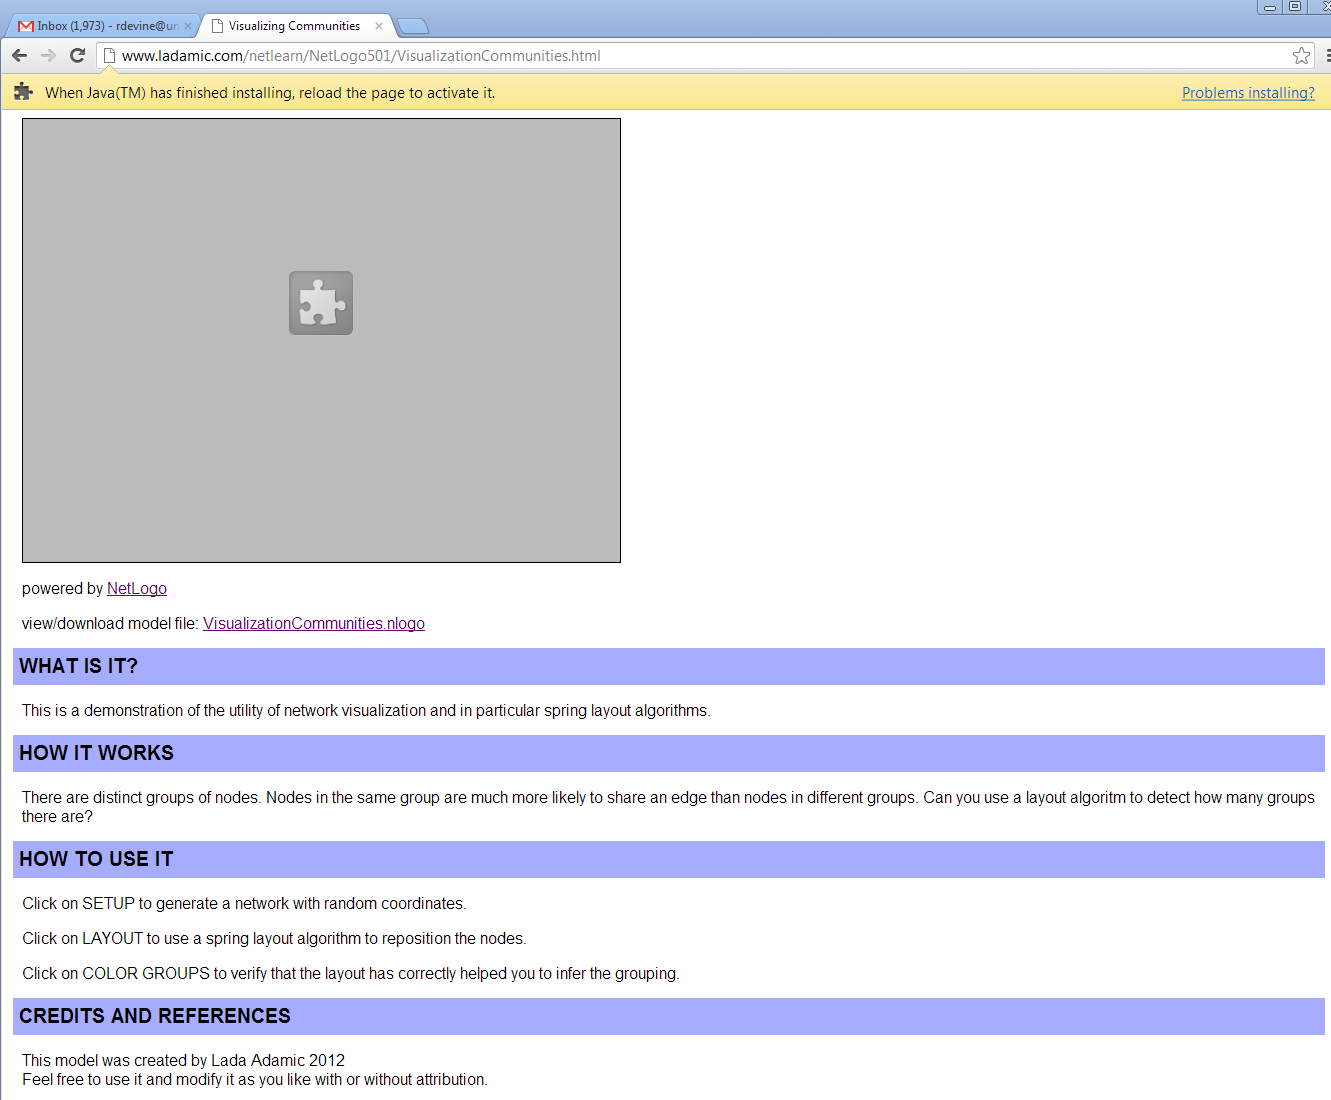 Inbox (1,973) - rdevine@un
Visualizing Communities
www.ladamic.com/netlearn/NetLogo501/VisualizationCommunities.html
When Java(TM) has finished installing, reload the page to activate it.
Problems installing?
powered by NetLogo
view/download model file: VisualizationCommunities.nlogo
WHAT IS IT?
This is a demonstration of the utility of network visualization and in particular spring layout algorithms.
HOW IT WORKS
There are distinct groups of nodes. Nodes in the same group are much more likely to share an edge than nodes in different groups. Can you use a layout algoritm to detect how many groups
there are?
HOW TO USE IT
Click on SETUP to generate a network with random coordinates.
Click on LAYOUT to use a spring layout algorithm to reposition the nodes.
Click on COLOR GROUPS to verify that the layout has correctly helped you to infer the grouping.
CREDITS AND REFERENCES
This model was created by Lada Adamic 2012
Feel free to use it and modify it as you like with or without attribution.